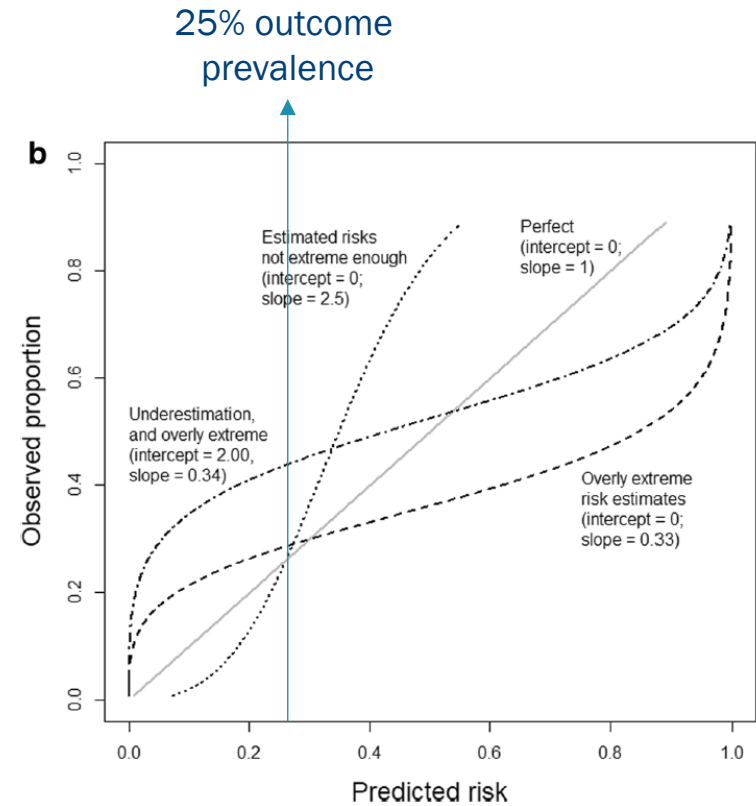 25% outcome
prevalence
b
Estimated risks
not extreme enough
(intercept = 0;
slope = 2.5)
Perfect
(intercept = 0;
slope = 1)
Underestimation,
and overly extreme
(intercept = 2.00,
slope = 0.34)
Overly extreme
risk estimates
(intercept = 0;
slope = 0.33)
Observed proportion
1.0
0.8
0.6
0.4
0.2
0.0
0.0 0.2 0.4 0.6 0.8 1.0
Predicted risk